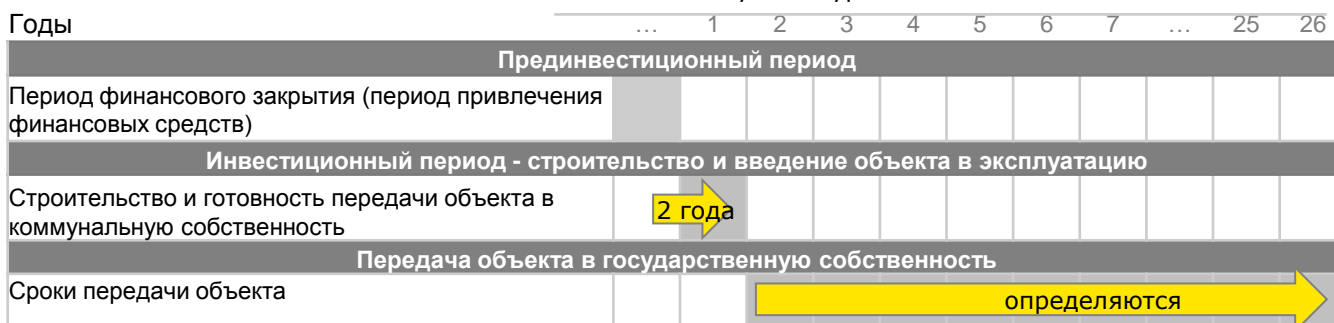 Годы … 1 2 3 4 5 6 7 … 25 26
Прединвестиционный период
Период финансового закрытия (период привлечения
финансовых средств)
Инвестиционный период - строительство и введение объекта в эксплуатацию
Строительство и готовность передачи объекта в
коммунальную собственность
2 года
Передача объекта в государственную собственность
Сроки передачи объекта
определяются